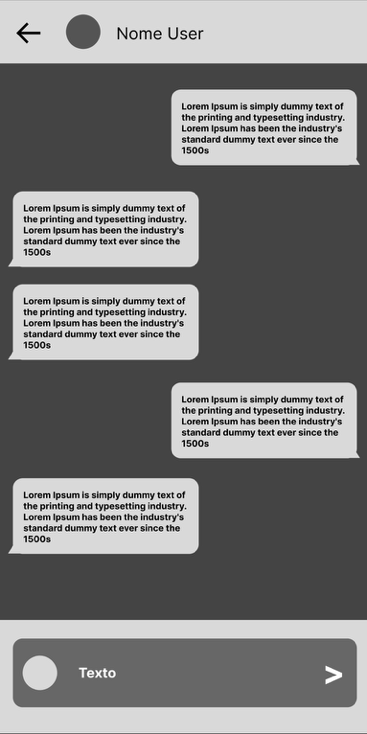 Nome User
Lorem Ipsum is simply dummy text of
the printing and typesetting industry.
Lorem Ipsum has been the industry's
standard dummy text ever since the
1500s
Lorem Ipsum is simply dummy text of
the printing and typesetting industry.
Lorem Ipsum has been the industry's
standard dummy text ever since the
1500s
Lorem Ipsum is simply dummy text of
the printing and typesetting industry.
Lorem Ipsum has been the industry's
standard dummy text ever since the
1500s
Lorem Ipsum is simply dummy text of
the printing and typesetting industry.
Lorem Ipsum has been the industry's
standard dummy text ever since the
1500s
Lorem Ipsum is simply dummy text of
the printing and typesetting industry.
Lorem Ipsum has been the industry's
standard dummy text ever since the
1500s
Texto >